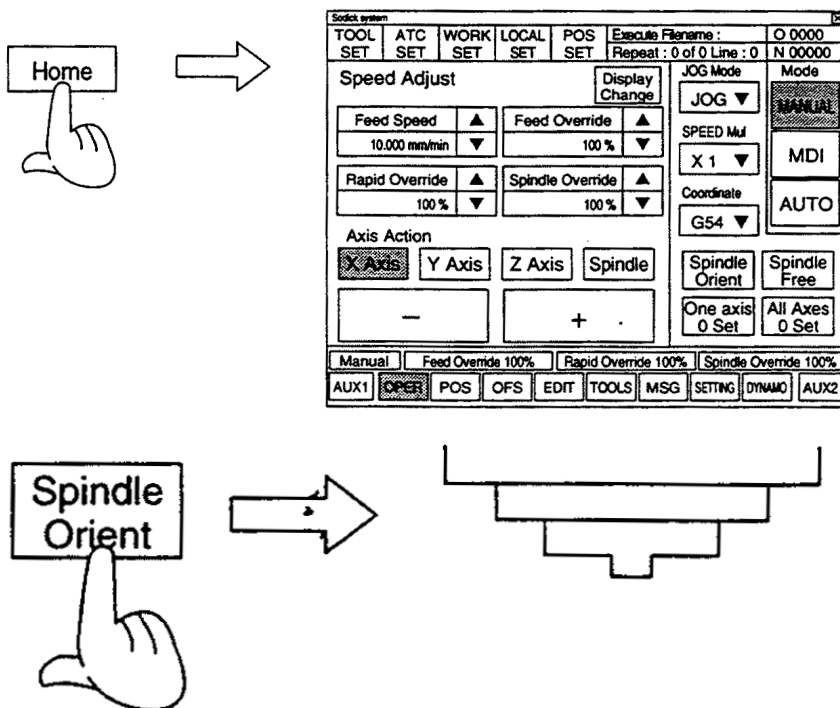 Home
Sodick system
TOOL SET
ATC SET
WORK SET
LOCAL SET
POS SET
Execute Filename :
O 0000
Repeat : 0 of 0 Line : 0
N 00000
Speed Adjust
Display Change
JOG Mode
JOG ▼
Mode
MANUAL
MDI
AUTO
Feed Speed ▲
10.000 mm/min ▼
Feed Override ▲
100 % ▼
SPEED Mul
X 1 ▼
Rapid Override ▲
100 % ▼
Spindle Override ▲
100 % ▼
Coordinate
G54 ▼
Axis Action
X Axis
Y Axis
Z Axis
Spindle
Spindle Orient
Spindle Free
−
+
One axis 0 Set
All Axes 0 Set
Manual
Feed Override 100%
Rapid Override 100%
Spindle Override 100%
AUX1
OPER
POS
OFS
EDIT
TOOLS
MSG
SETTING
DYNAMO
AUX2
Spindle
Orient